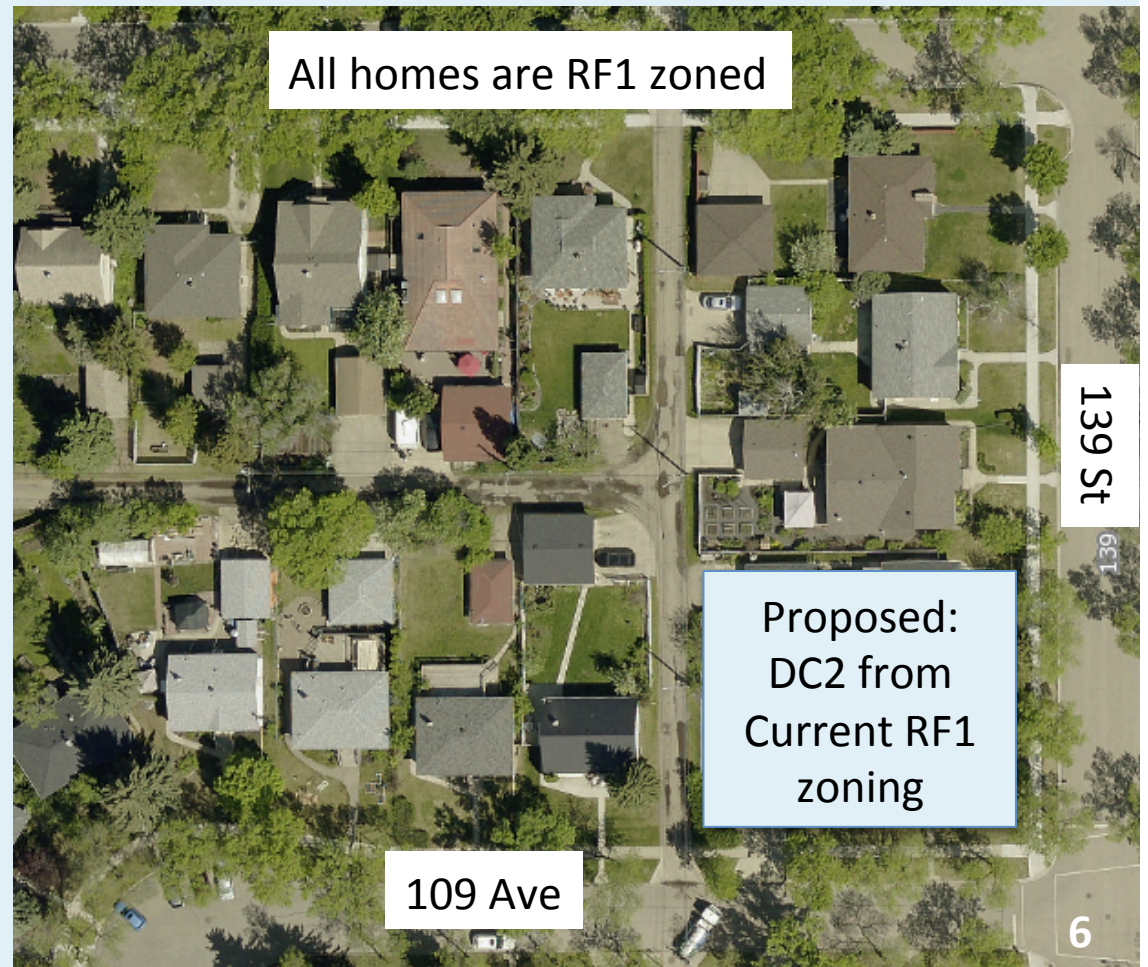 All homes are RF1 zoned
139 St
139
Proposed:
DC2 from
Current RF1
zoning
109 Ave
6